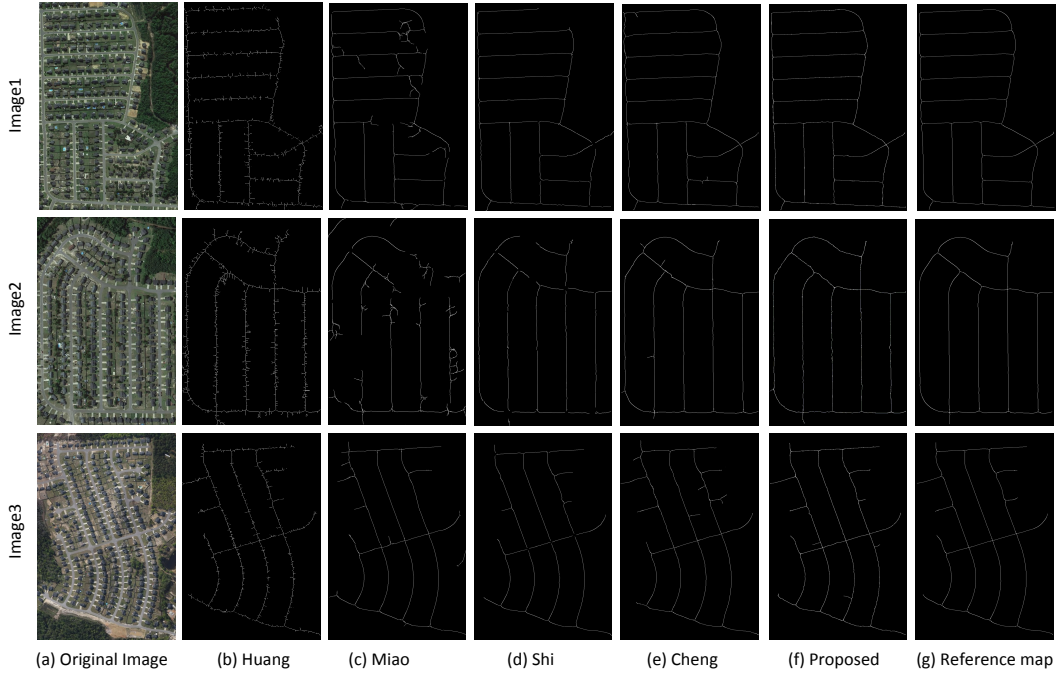 Image1
Image2
Image3
(a) Original Image (b) Huang (c) Miao (d) Shi (e) Cheng (f) Proposed (g) Reference map